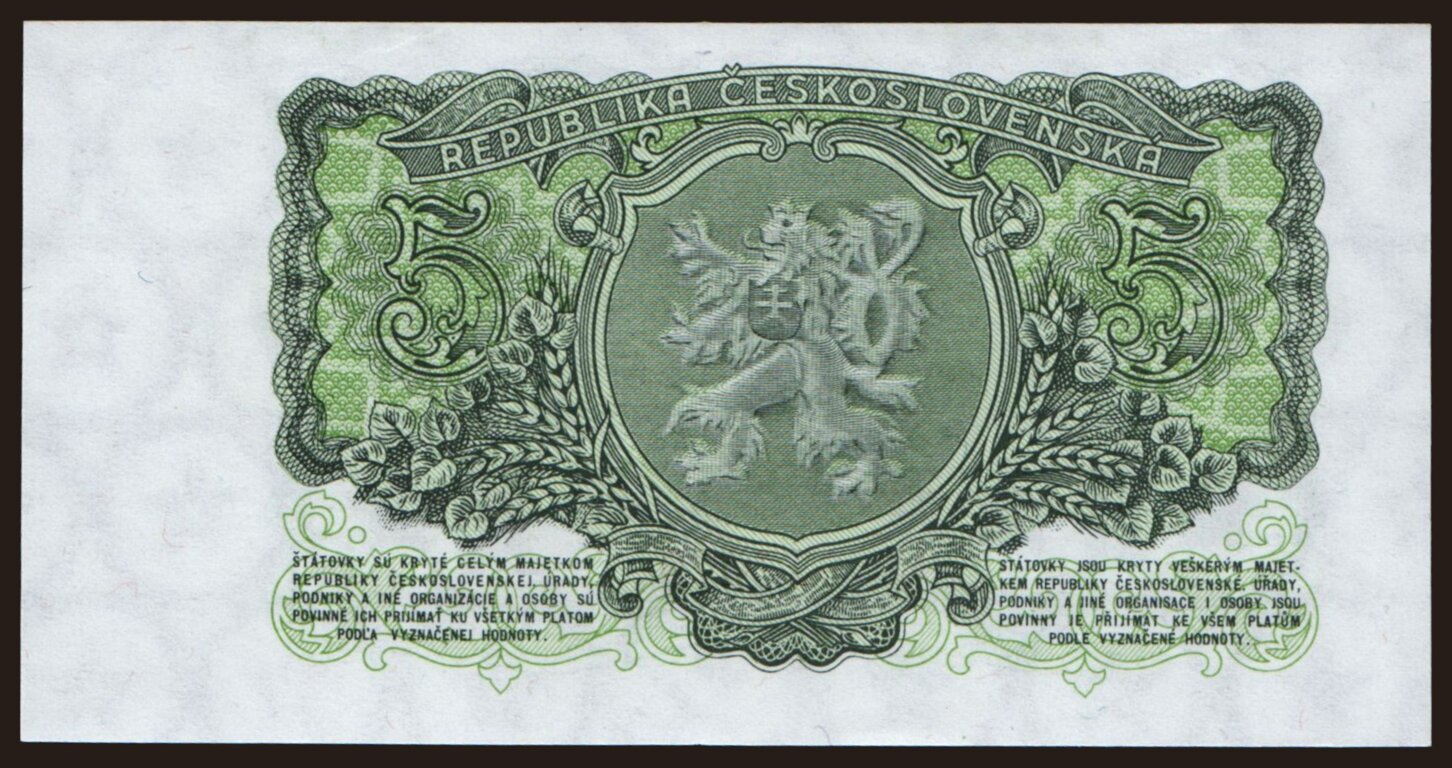 REPUBLIKA ČESKOSLOVENSKÁ
5
5
ŠTÁTOVKY SÚ KRYTÉ CELÝM MAJETKOM
REPUBLIKY ČESKOSLOVENSKEJ. ÚRADY,
PODNIKY A INÉ ORGANIZÁCIE A OSOBY SÚ
POVINNÉ ICH PRIJÍMAŤ KU VŠETKÝM PLATOM
PODĽA VYZNAČENEJ HODNOTY.
STÁTOVKY JSOU KRYTY VEŠKERÝM MAJET-
KEM REPUBLIKY ČESKOSLOVENSKÉ. ÚŘADY,
PODNIKY A JINÉ ORGANISACE I OSOBY JSOU
POVINNY JE PŘIJÍMAT KE VŠEM PLATŮM
PODLE VYZNAČENÉ HODNOTY.